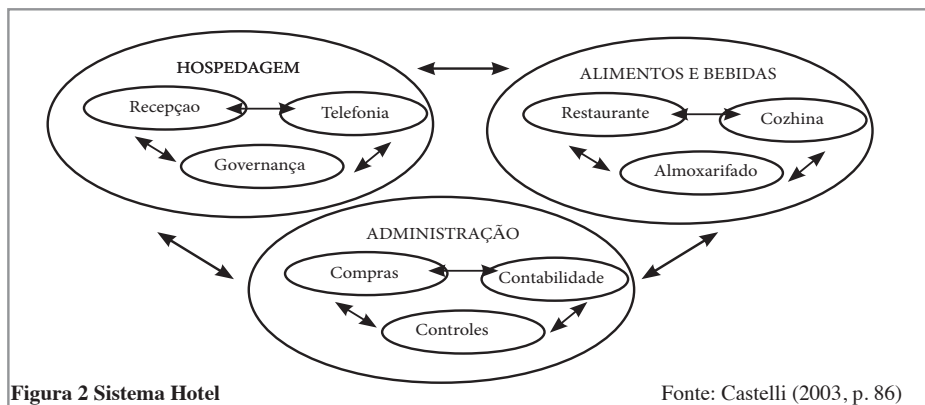 HOSPEDAGEM
Recepçao
Telefonia
Governança
ALIMENTOS E BEBIDAS
Restaurante
Cozhina
Almoxarifado
ADMINISTRAÇÃO
Compras
Contabilidade
Controles
Figura 2 Sistema Hotel
Fonte: Castelli (2003, p. 86)